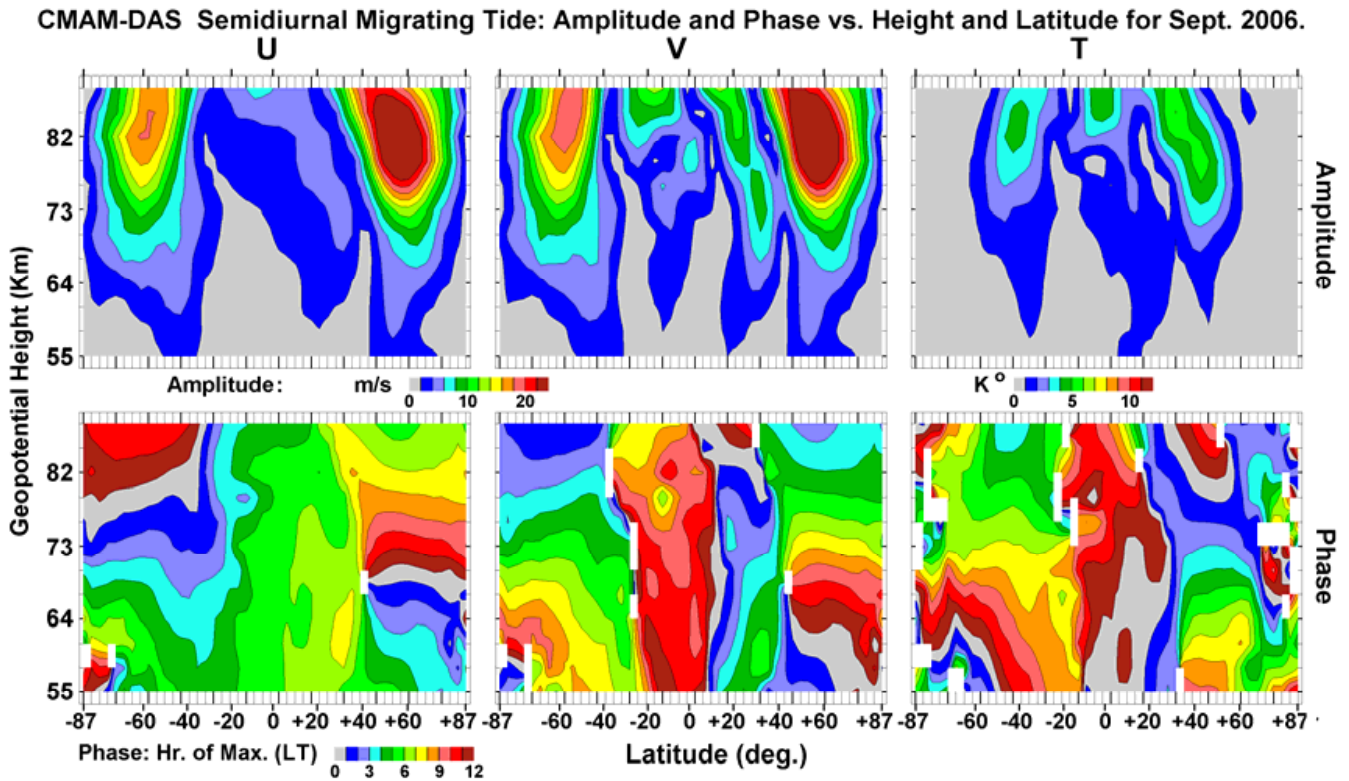 CMAM-DAS Semidiurnal Migrating Tide: Amplitude and Phase vs. Height and Latitude for Sept. 2006.
U V T
82
73
64
55
Geopotential Height (Km)
Amplitude
Amplitude: m/s 0 10 20
K° 0 5 10
82
73
64
55
Phase
-87 -60 -40 -20 0 +20 +40 +60 +87
-87 -60 -40 -20 0 +20 +40 +60 +87
-87 -60 -40 -20 0 +20 +40 +60 +87
Phase: Hr. of Max. (LT) 0 3 6 9 12
Latitude (deg.)